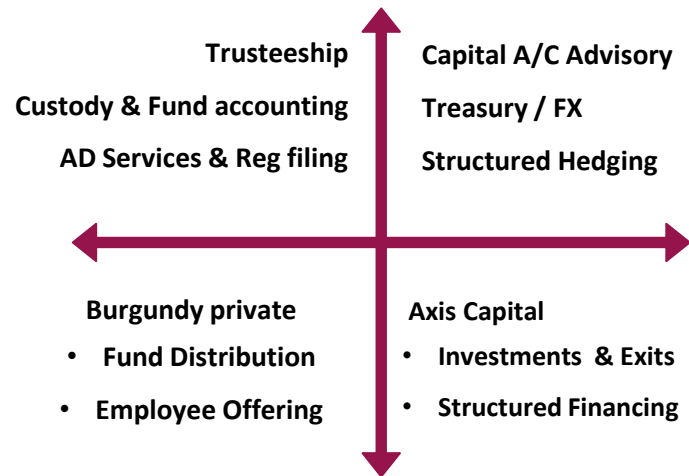 Trusteeship
Custody & Fund accounting
AD Services & Reg filing
Capital A/C Advisory
Treasury / FX
Structured Hedging
Burgundy private
• Fund Distribution
• Employee Offering
Axis Capital
• Investments & Exits
• Structured Financing